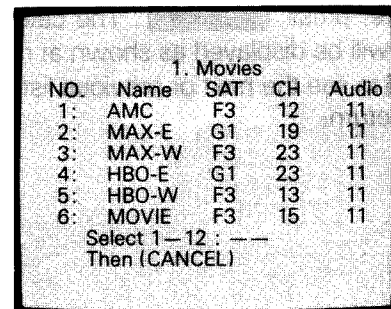 1. Movies
NO. Name SAT CH Audio
1: AMC F3 12 11
2: MAX-E G1 19 11
3: MAX-W F3 23 11
4: HBO-E G1 23 11
5: HBO-W F3 13 11
6: MOVIE F3 15 11
Select 1—12 : ——
Then (CANCEL)